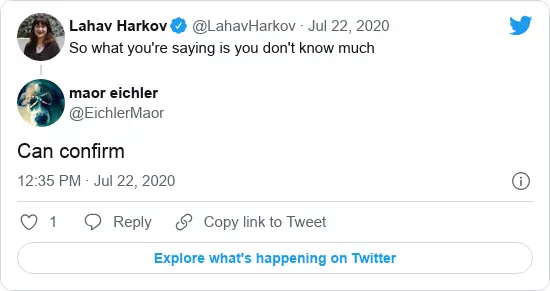 Lahav Harkov @LahavHarkov · Jul 22, 2020
So what you're saying is you don't know much
maor eichler
@EichlerMaor
Can confirm
12:35 PM · Jul 22, 2020
1 Reply Copy link to Tweet
Explore what's happening on Twitter